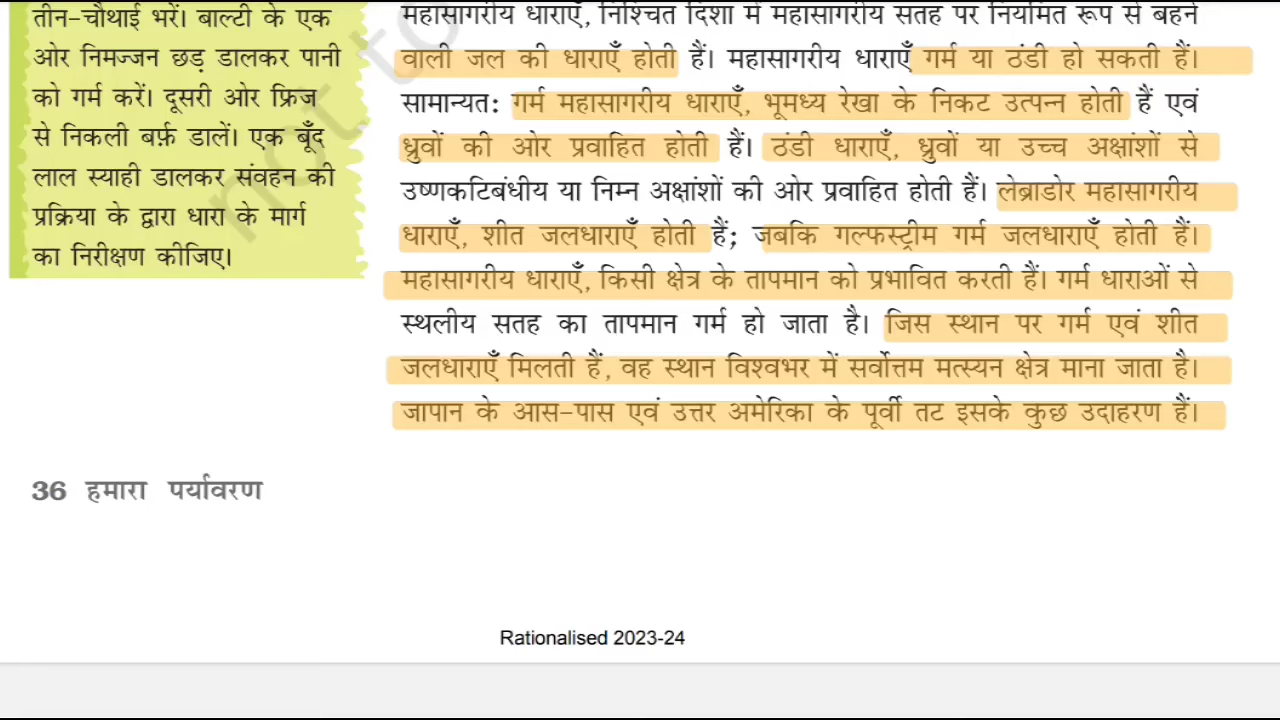 तीन-चौथाई भरें। बाल्टी के एक
ओर निमज्जन छड़ डालकर पानी
को गर्म करें। दूसरी ओर फ्रिज
से निकली बर्फ़ डालें। एक बूँद
लाल स्याही डालकर संवहन की
प्रक्रिया के द्वारा धारा के मार्ग
का निरीक्षण कीजिए।
महासागरीय धाराएँ, निश्चित दिशा में महासागरीय सतह पर नियमित रूप से बहने
वाली जल की धाराएँ होती हैं। महासागरीय धाराएँ गर्म या ठंडी हो सकती हैं।
सामान्यत: गर्म महासागरीय धाराएँ, भूमध्य रेखा के निकट उत्पन्न होती हैं एवं
ध्रुवों की ओर प्रवाहित होती हैं। ठंडी धाराएँ, ध्रुवों या उच्च अक्षांशों से
उष्णकटिबंधीय या निम्न अक्षांशों की ओर प्रवाहित होती हैं। लेब्राडोर महासागरीय
धाराएँ, शीत जलधाराएँ होती हैं; जबकि गल्फस्ट्रीम गर्म जलधाराएँ होती हैं।
महासागरीय धाराएँ, किसी क्षेत्र के तापमान को प्रभावित करती हैं। गर्म धाराओं से
स्थलीय सतह का तापमान गर्म हो जाता है। जिस स्थान पर गर्म एवं शीत
जलधाराएँ मिलती हैं, वह स्थान विश्वभर में सर्वोत्तम मत्स्यन क्षेत्र माना जाता है।
जापान के आस-पास एवं उत्तर अमेरिका के पूर्वी तट इसके कुछ उदाहरण हैं।
not to
36 हमारा पर्यावरण
Rationalised 2023-24